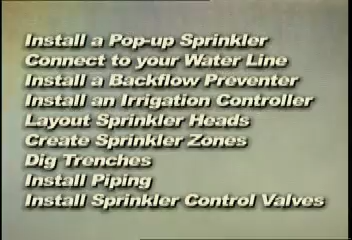 Install a Pop-up Sprinkler
Connect to your Water Line
Install a Backflow Preventer
Install an Irrigation Controller
Layout Sprinkler Heads
Create Sprinkler Zones
Dig Trenches
Install Piping
Install Sprinkler Control Valves